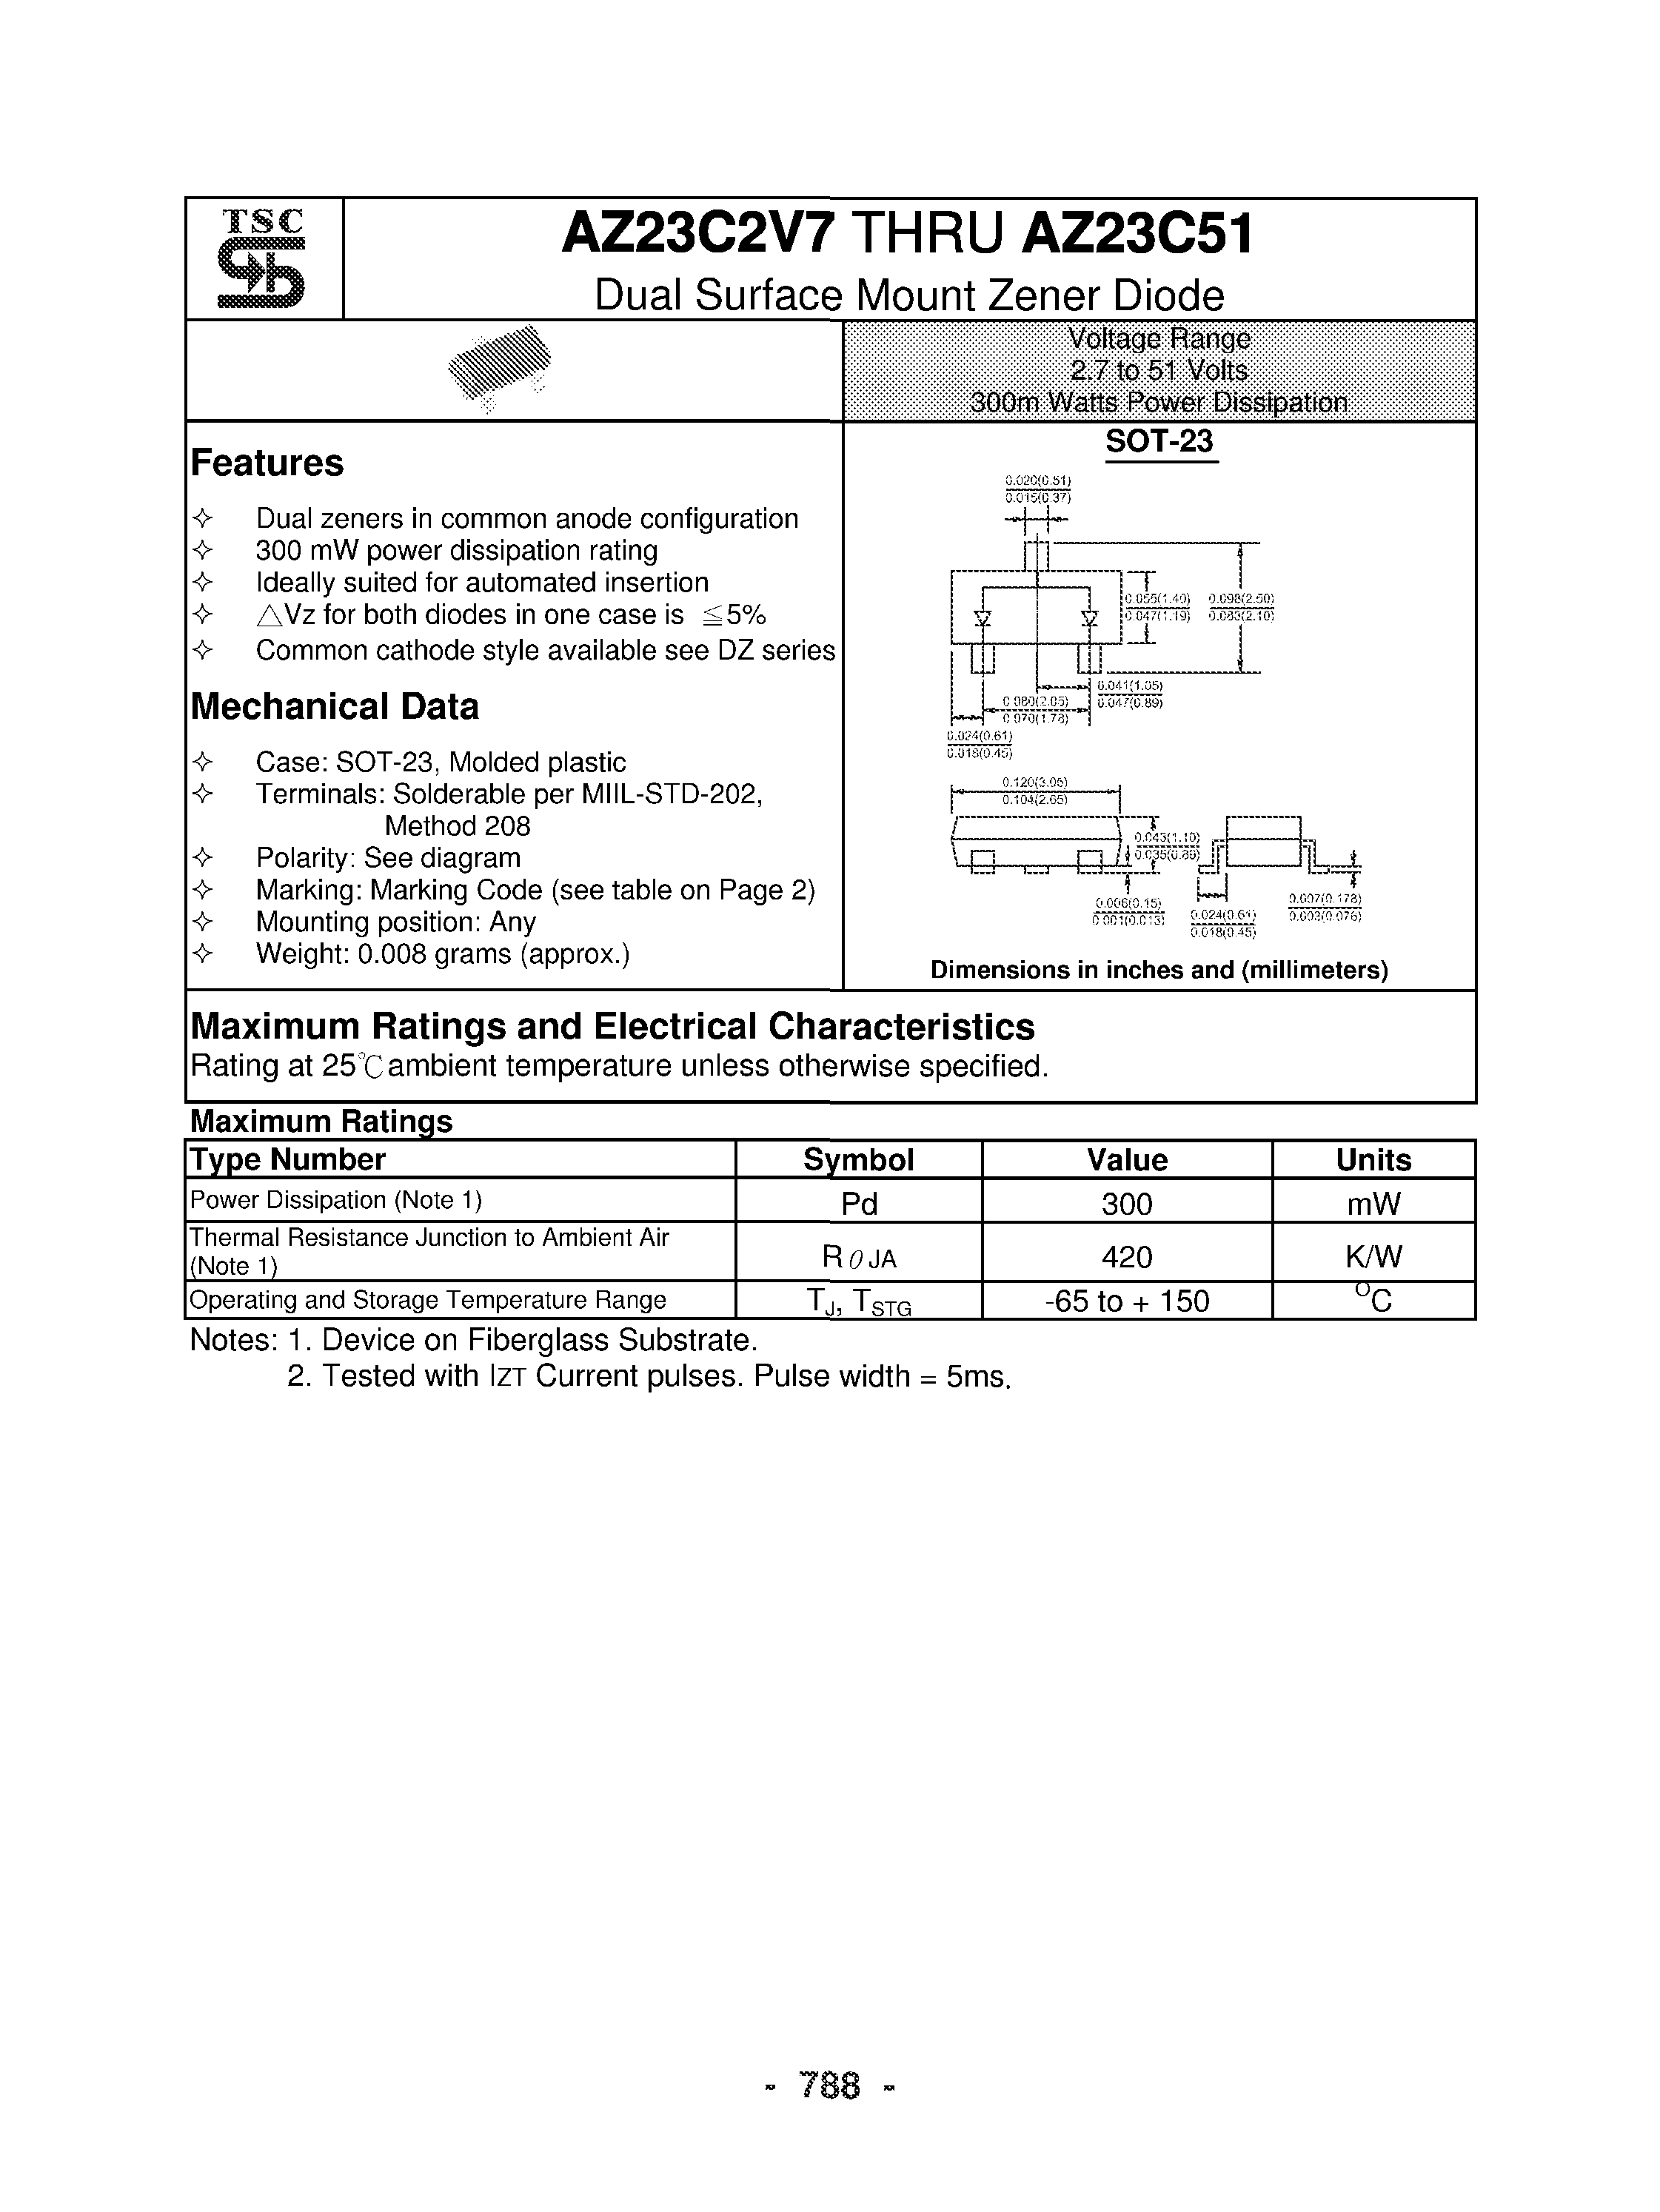 TSC
AZ23C2V7 THRU AZ23C51
Dual Surface Mount Zener Diode
Voltage Range
2.7 to 51 Volts
300m Watts Power Dissipation
Features
✧ Dual zeners in common anode configuration
✧ 300 mW power dissipation rating
✧ Ideally suited for automated insertion
✧ △Vz for both diodes in one case is ≦5%
✧ Common cathode style available see DZ series
Mechanical Data
✧ Case: SOT-23, Molded plastic
✧ Terminals: Solderable per MIIL-STD-202,
Method 208
✧ Polarity: See diagram
✧ Marking: Marking Code (see table on Page 2)
✧ Mounting position: Any
✧ Weight: 0.008 grams (approx.)
SOT-23
0.020(0.51)
0.015(0.37)
0.055(1.40) 0.098(2.50)
0.047(1.19) 0.083(2.10)
0.041(1.05)
0.047(0.89)
0.080(2.05)
0.070(1.78)
0.024(0.61)
0.018(0.45)
0.120(3.05)
0.104(2.65)
0.043(1.10)
0.035(0.89)
0.006(0.15)
0.001(0.013)
0.024(0.61)
0.018(0.45)
0.007(0.178)
0.003(0.076)
Dimensions in inches and (millimeters)
Maximum Ratings and Electrical Characteristics
Rating at 25℃ ambient temperature unless otherwise specified.
Maximum Ratings
Type Number Symbol Value Units
Power Dissipation (Note 1) Pd 300 mW
Thermal Resistance Junction to Ambient Air
(Note 1) RθJA 420 K/W
Operating and Storage Temperature Range TJ, TSTG -65 to + 150 °C
Notes: 1. Device on Fiberglass Substrate.
2. Tested with IZT Current pulses. Pulse width = 5ms.
- 788 -